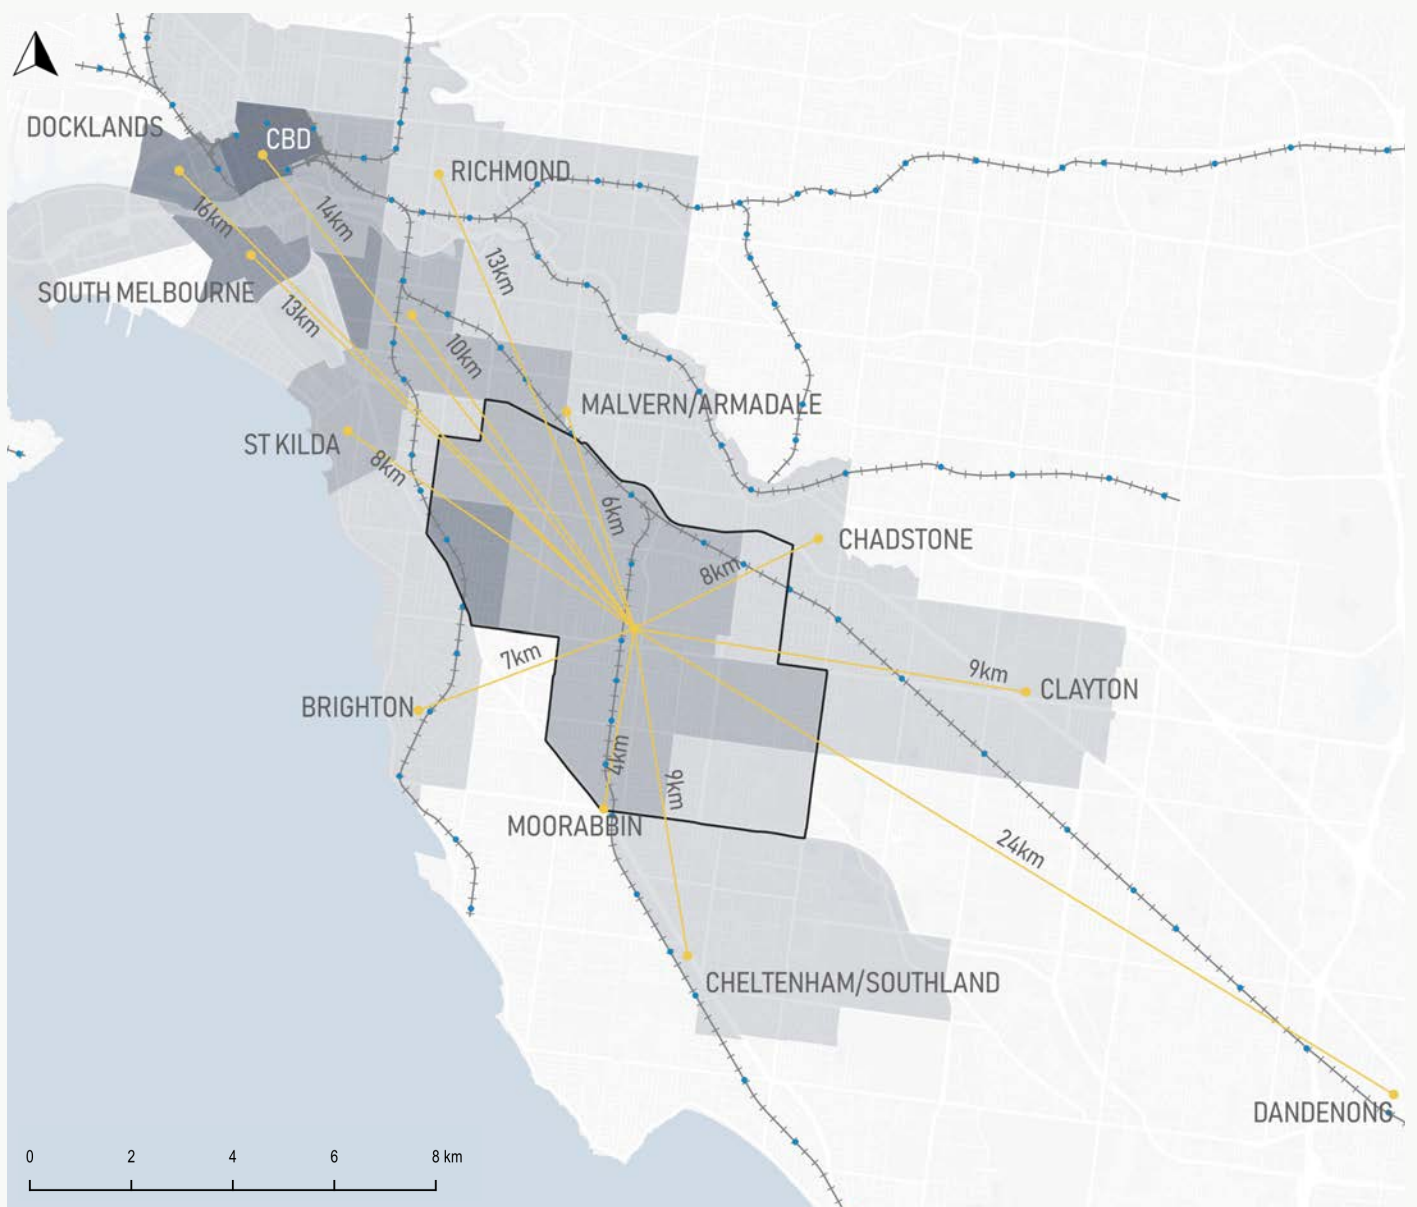 DOCKLANDS
CBD
RICHMOND
16km
14km
13km
SOUTH MELBOURNE
13km
10km
MALVERN/ARMADALE
ST KILDA
8km
6km
CHADSTONE
8km
7km
9km
CLAYTON
BRIGHTON
4km
9km
MOORABBIN
24km
CHELTENHAM/SOUTHLAND
DANDENONG
0 2 4 6 8 km